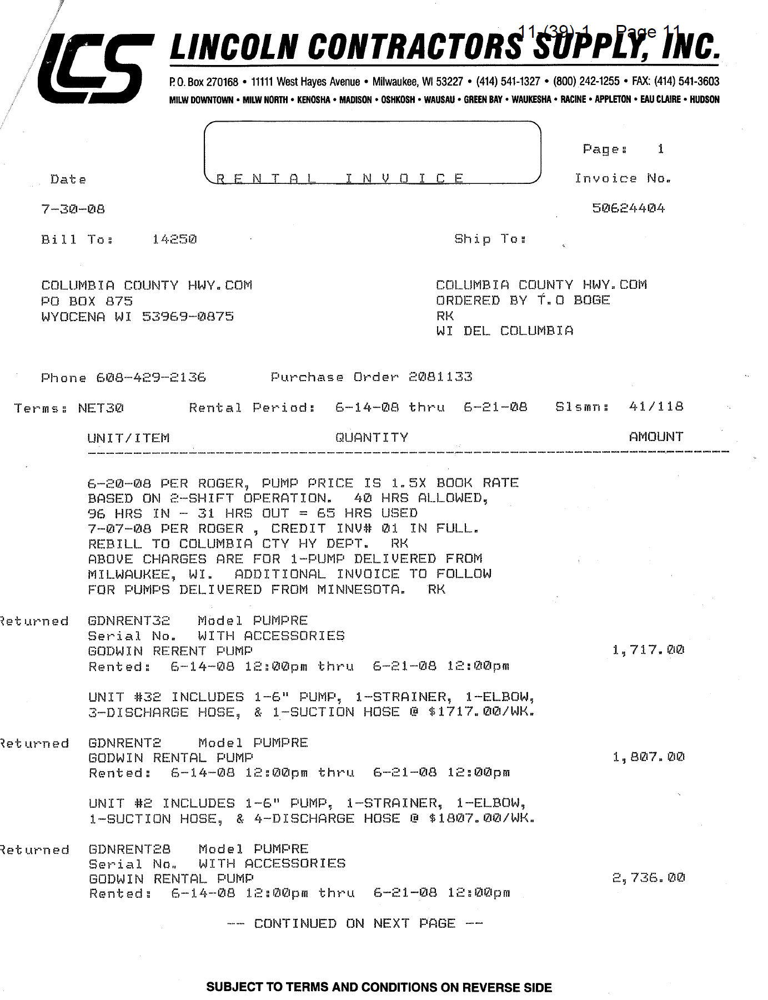 11-(39)-1 Page 11
LCS LINCOLN CONTRACTORS SUPPLY, INC.
P.O. Box 270168 • 11111 West Hayes Avenue • Milwaukee, WI 53227 • (414) 541-1327 • (800) 242-1255 • FAX: (414) 541-3603
MILW DOWNTOWN • MILW NORTH • KENOSHA • MADISON • OSHKOSH • WAUSAU • GREEN BAY • WAUKESHA • RACINE • APPLETON • EAU CLAIRE • HUDSON
Page: 1
Date RENTAL INVOICE Invoice No.
7-30-08 50624404
Bill To: 14250 Ship To:
COLUMBIA COUNTY HWY.COM COLUMBIA COUNTY HWY.COM
PO BOX 875 ORDERED BY T.O BOGE
WYOCENA WI 53969-0875 RK
WI DEL COLUMBIA
Phone 608-429-2136 Purchase Order 2081133
Terms: NET30 Rental Period: 6-14-08 thru 6-21-08 Slsmn: 41/118
UNIT/ITEM QUANTITY AMOUNT
6-20-08 PER ROGER, PUMP PRICE IS 1.5X BOOK RATE
BASED ON 2-SHIFT OPERATION. 40 HRS ALLOWED,
96 HRS IN - 31 HRS OUT = 65 HRS USED
7-07-08 PER ROGER , CREDIT INV# 01 IN FULL.
REBILL TO COLUMBIA CTY HY DEPT. RK
ABOVE CHARGES ARE FOR 1-PUMP DELIVERED FROM
MILWAUKEE, WI. ADDITIONAL INVOICE TO FOLLOW
FOR PUMPS DELIVERED FROM MINNESOTA. RK
Returned GDNRENT32 Model PUMPRE
Serial No. WITH ACCESSORIES
GODWIN RERENT PUMP 1,717.00
Rented: 6-14-08 12:00pm thru 6-21-08 12:00pm
UNIT #32 INCLUDES 1-6" PUMP, 1-STRAINER, 1-ELBOW,
3-DISCHARGE HOSE, & 1-SUCTION HOSE @ $1717.00/WK.
Returned GDNRENT2 Model PUMPRE
GODWIN RENTAL PUMP 1,807.00
Rented: 6-14-08 12:00pm thru 6-21-08 12:00pm
UNIT #2 INCLUDES 1-6" PUMP, 1-STRAINER, 1-ELBOW,
1-SUCTION HOSE, & 4-DISCHARGE HOSE @ $1807.00/WK.
Returned GDNRENT28 Model PUMPRE
Serial No. WITH ACCESSORIES
GODWIN RENTAL PUMP 2,736.00
Rented: 6-14-08 12:00pm thru 6-21-08 12:00pm
-- CONTINUED ON NEXT PAGE --
SUBJECT TO TERMS AND CONDITIONS ON REVERSE SIDE